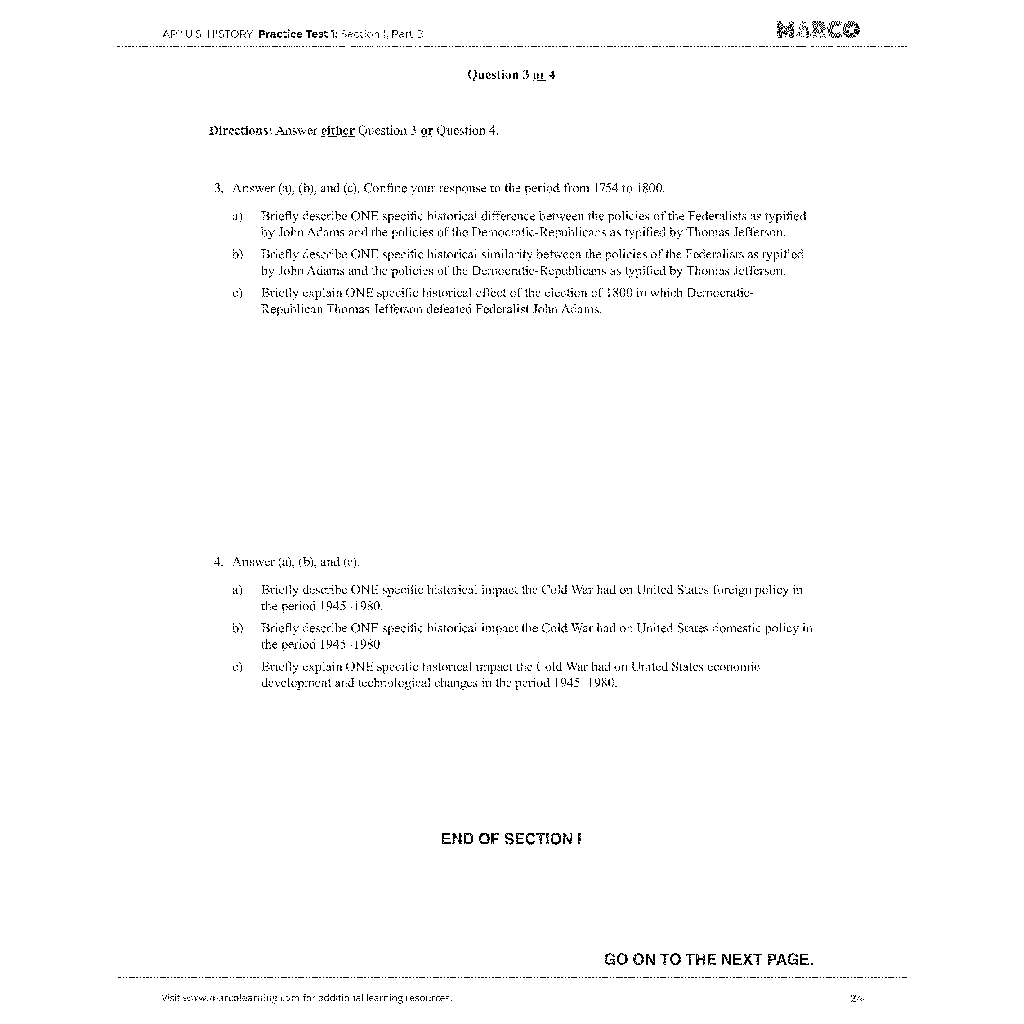 AP® U.S. HISTORY Practice Test 1: Section I, Part B
MARCO
Question 3 or 4
Directions: Answer either Question 3 or Question 4.
3. Answer (a), (b), and (c). Confine your response to the period from 1754 to 1800.
a) Briefly describe ONE specific historical difference between the policies of the Federalists as typified
by John Adams and the policies of the Democratic-Republicans as typified by Thomas Jefferson.
b) Briefly describe ONE specific historical similarity between the policies of the Federalists as typified
by John Adams and the policies of the Democratic-Republicans as typified by Thomas Jefferson.
c) Briefly explain ONE specific historical effect of the election of 1800 in which Democratic-
Republican Thomas Jefferson defeated Federalist John Adams.
4. Answer (a), (b), and (c).
a) Briefly describe ONE specific historical impact the Cold War had on United States foreign policy in
the period 1945–1980.
b) Briefly describe ONE specific historical impact the Cold War had on United States domestic policy in
the period 1945–1980
c) Briefly explain ONE specific historical impact the Cold War had on United States economic
development and technological changes in the period 1945–1980.
END OF SECTION I
GO ON TO THE NEXT PAGE.
Visit www.marcolearning.com for additional learning resources.